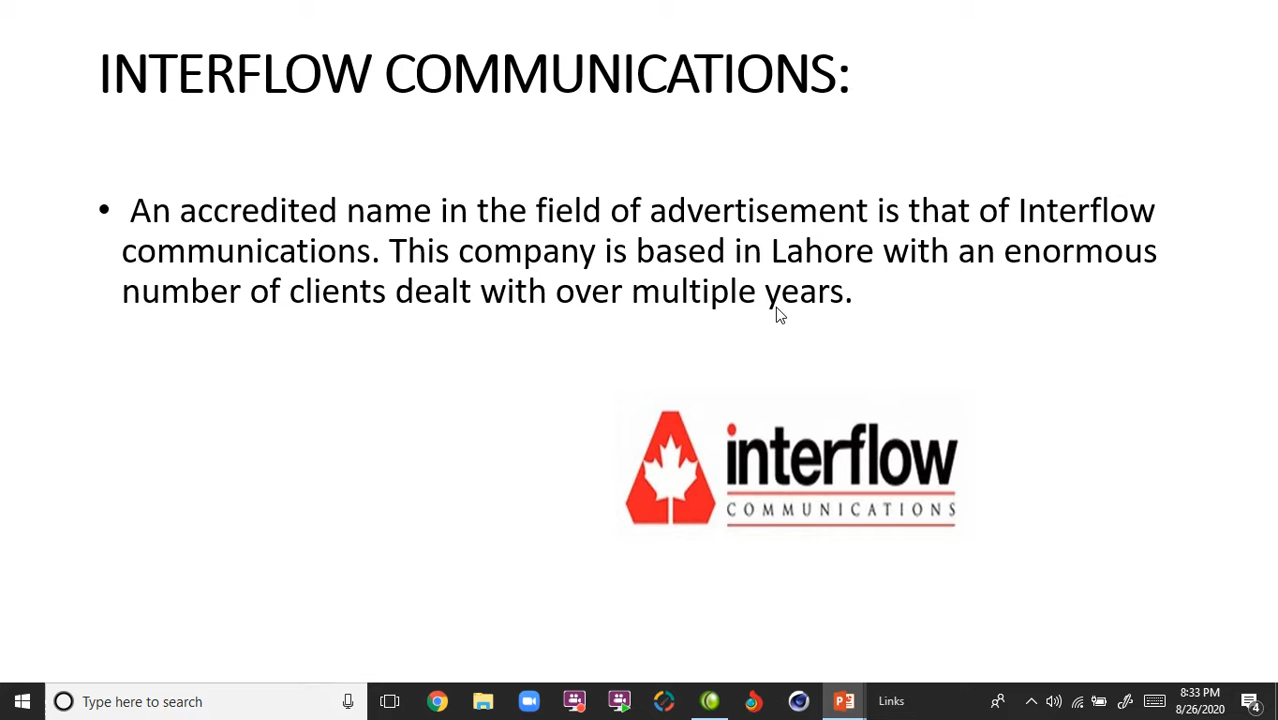 INTERFLOW COMMUNICATIONS:
• An accredited name in the field of advertisement is that of Interflow
communications. This company is based in Lahore with an enormous
number of clients dealt with over multiple years.
interflow
COMMUNICATIONS
Type here to search
Links
8:33 PM
8/26/2020
4